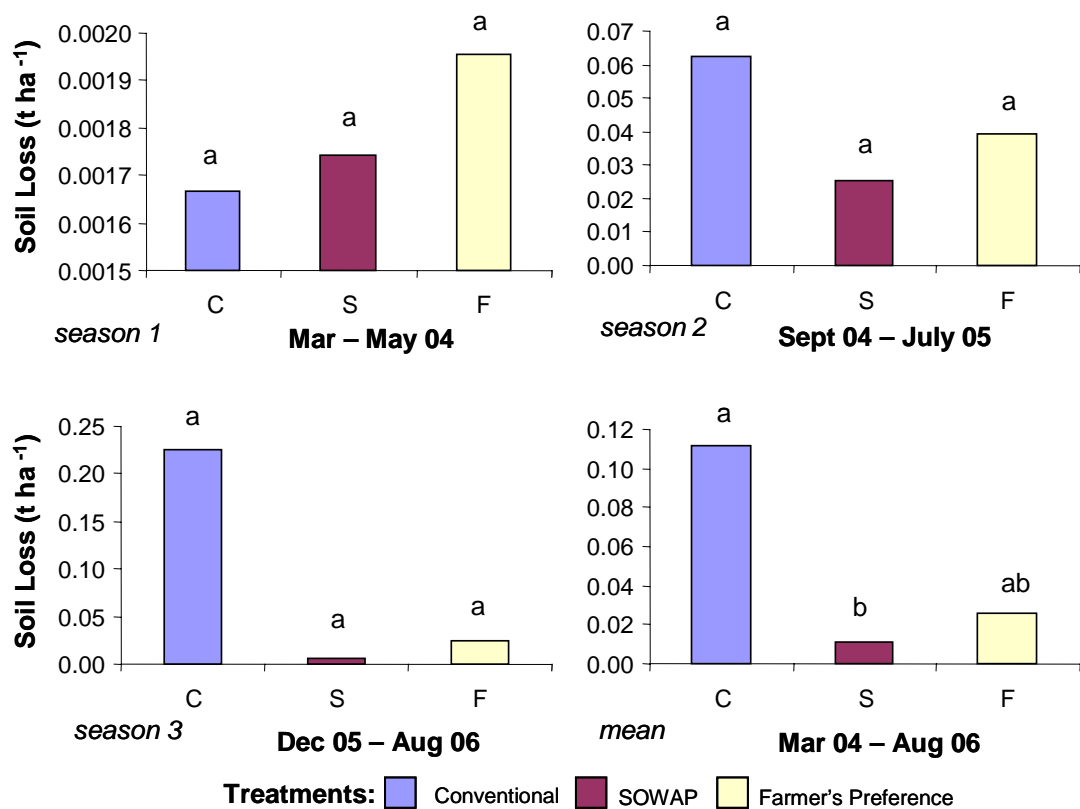 a
a
a
Soil Loss (t ha -1)
0.0020
0.0019
0.0018
0.0017
0.0016
0.0015
C S F
season 1
Mar – May 04
a
a
a
0.07
0.06
0.05
0.04
0.03
0.02
0.01
0.00
C S F
season 2
Sept 04 – July 05
a
a
a
Soil Loss (t ha -1)
0.25
0.20
0.15
0.10
0.05
0.00
C S F
season 3
Dec 05 – Aug 06
a
b
ab
0.12
0.10
0.08
0.06
0.04
0.02
0.00
C S F
mean
Mar 04 – Aug 06
Treatments: Conventional SOWAP Farmer's Preference